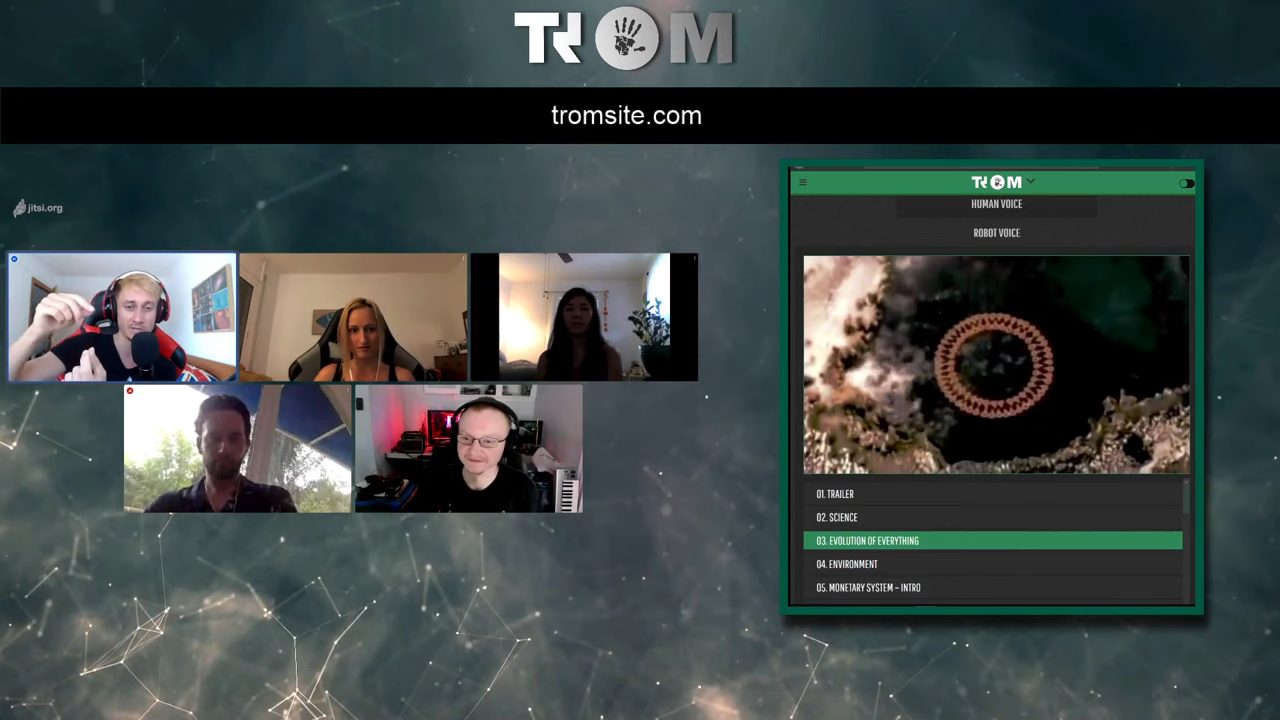 TROM
tromsite.com
jitsi.org
TROM
HUMAN VOICE
ROBOT VOICE
01. TRAILER
02. SCIENCE
03. EVOLUTION OF EVERYTHING
04. ENVIRONMENT
05. MONETARY SYSTEM – INTRO